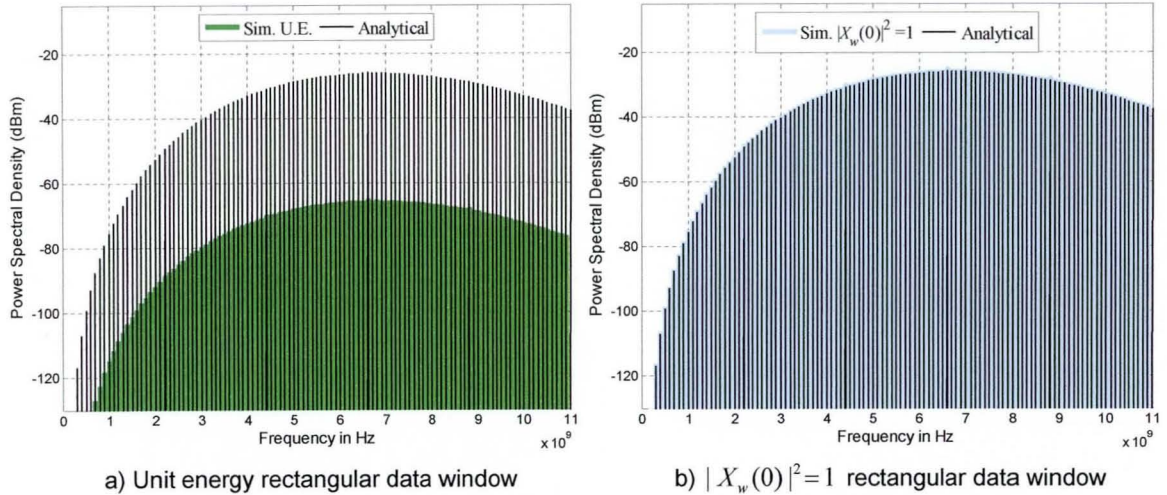 Sim. U.E. Analytical
-20
-40
-60
-80
-100
-120
Power Spectral Density (dBm)
0 1 2 3 4 5 6 7 8 9 10 11
Frequency in Hz
x 10^9
a) Unit energy rectangular data window
Sim. |X_w(0)|^2 =1 Analytical
-20
-40
-60
-80
-100
-120
Power Spectral Density (dBm)
0 1 2 3 4 5 6 7 8 9 10 11
Frequency in Hz
x 10^9
b) | X_w(0) |^2 = 1 rectangular data window